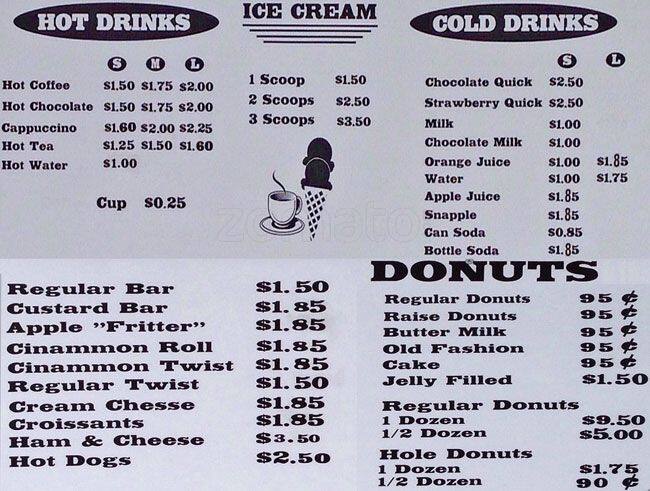 HOT DRINKS
S M L
Hot Coffee $1.50 $1.75 $2.00
Hot Chocolate $1.50 $1.75 $2.00
Cappuccino $1.60 $2.00 $2.25
Hot Tea $1.25 $1.50 $1.60
Hot Water $1.00
Cup $0.25
ICE CREAM
1 Scoop $1.50
2 Scoops $2.50
3 Scoops $3.50
COLD DRINKS
S L
Chocolate Quick $2.50
Strawberry Quick $2.50
Milk $1.00
Chocolate Milk $1.00
Orange Juice $1.00 $1.85
Water $1.00 $1.75
Apple Juice $1.85
Snapple $1.85
Can Soda $0.85
Bottle Soda $1.85
Regular Bar $1.50
Custard Bar $1.85
Apple "Fritter" $1.85
Cinammon Roll $1.85
Cinammon Twist $1.85
Regular Twist $1.50
Cream Chesse $1.85
Croissants $1.85
Ham & Cheese $3.50
Hot Dogs $2.50
DONUTS
Regular Donuts 95 ¢
Raise Donuts 95 ¢
Butter Milk 95 ¢
Old Fashion 95 ¢
Cake 95 ¢
Jelly Filled $1.50
Regular Donuts
1 Dozen $9.50
1/2 Dozen $5.00
Hole Donuts
1 Dozen $1.75
1/2 Dozen 90 ¢
zomato